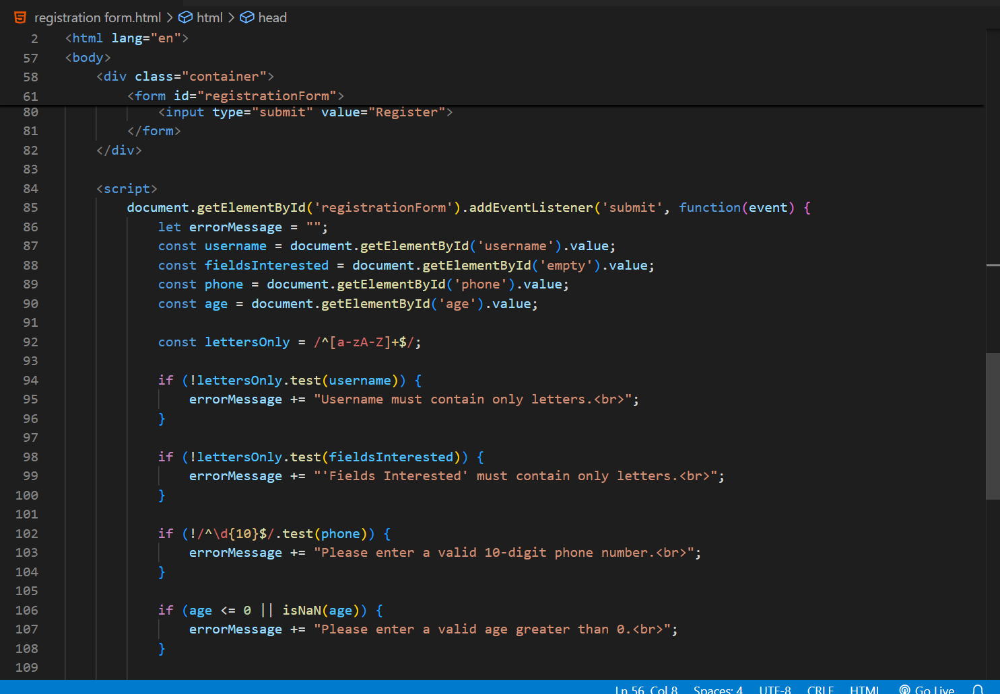 registration form.html > html > head
2 <html lang="en">
57 <body>
58 <div class="container">
61 <form id="registrationForm">
80 <input type="submit" value="Register">
81 </form>
82 </div>
83
84 <script>
85 document.getElementById('registrationForm').addEventListener('submit', function(event) {
86 let errorMessage = "";
87 const username = document.getElementById('username').value;
88 const fieldsInterested = document.getElementById('empty').value;
89 const phone = document.getElementById('phone').value;
90 const age = document.getElementById('age').value;
91
92 const lettersOnly = /^[a-zA-Z]+$/;
93
94 if (!lettersOnly.test(username)) {
95 errorMessage += "Username must contain only letters.<br>";
96 }
97
98 if (!lettersOnly.test(fieldsInterested)) {
99 errorMessage += "'Fields Interested' must contain only letters.<br>";
100 }
101
102 if (!/^\d{10}$/.test(phone)) {
103 errorMessage += "Please enter a valid 10-digit phone number.<br>";
104 }
105
106 if (age <= 0 || isNaN(age)) {
107 errorMessage += "Please enter a valid age greater than 0.<br>";
108 }
109
Ln 56, Col 8 Spaces: 4 UTF-8 CRLF HTML Go Live